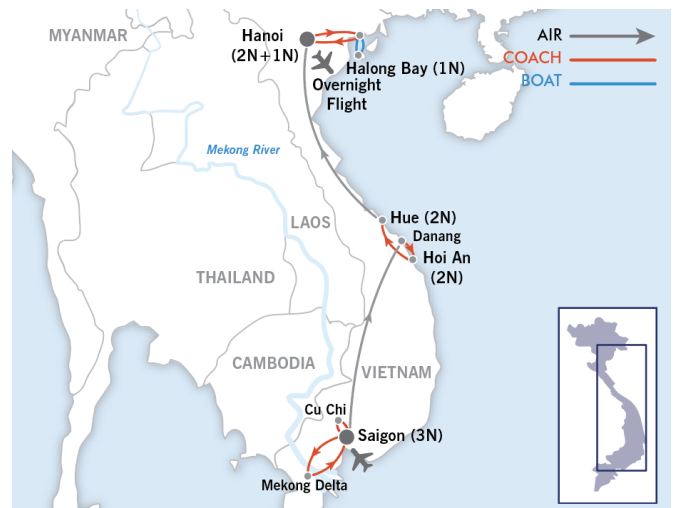 MYANMAR
Hanoi
(2N+1N)
Halong Bay (1N)
Overnight
Flight
AIR
COACH
BOAT
Mekong River
LAOS
Hue (2N)
Danang
Hoi An
(2N)
THAILAND
CAMBODIA
VIETNAM
Cu Chi
Saigon (3N)
Mekong Delta